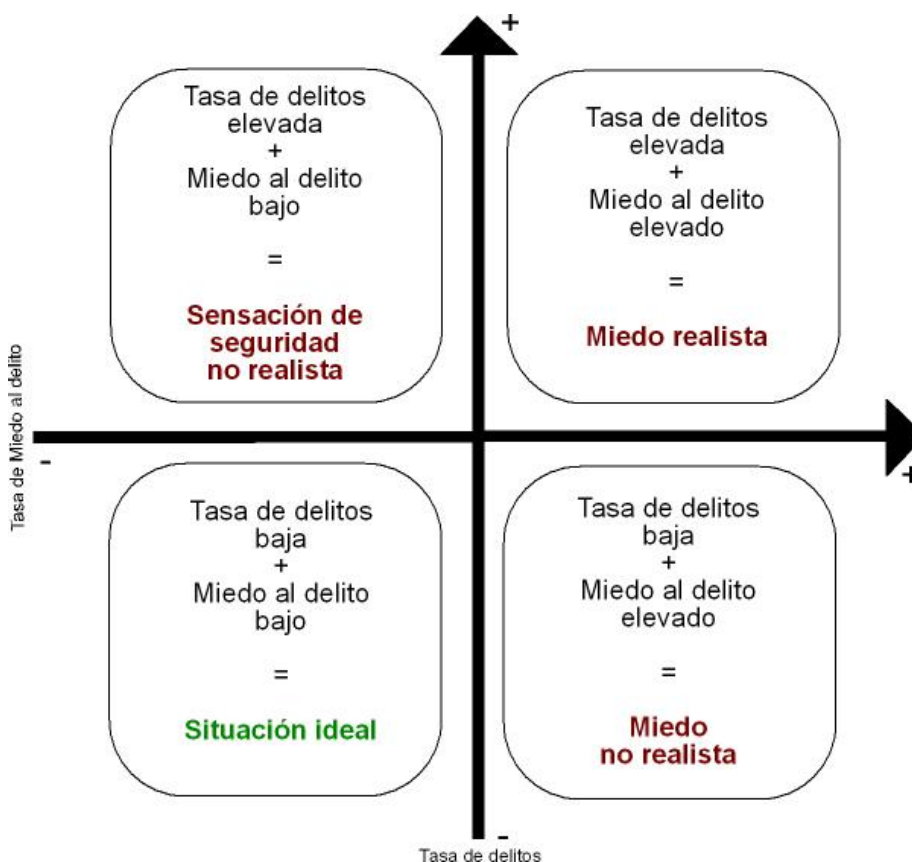 +
Tasa de delitos
elevada
+
Miedo al delito
bajo
=
Sensación de
seguridad
no realista
Tasa de delitos
elevada
+
Miedo al delito
elevado
=
Miedo realista
Tasa de Miedo al delito
-
+
Tasa de delitos
baja
+
Miedo al delito
bajo
=
Situación ideal
Tasa de delitos
baja
+
Miedo al delito
elevado
=
Miedo
no realista
-
Tasa de delitos